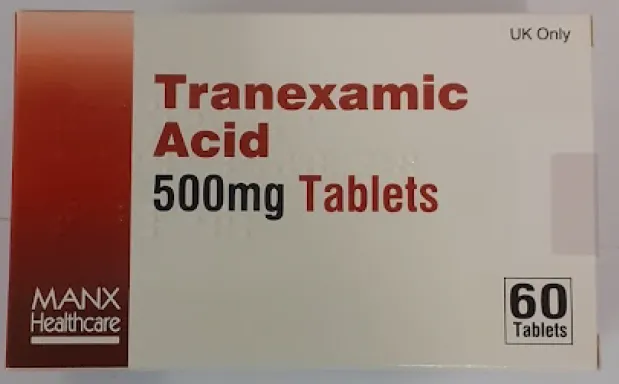 UK Only
Tranexamic
Acid
500mg Tablets
MANX
Healthcare
60
Tablets